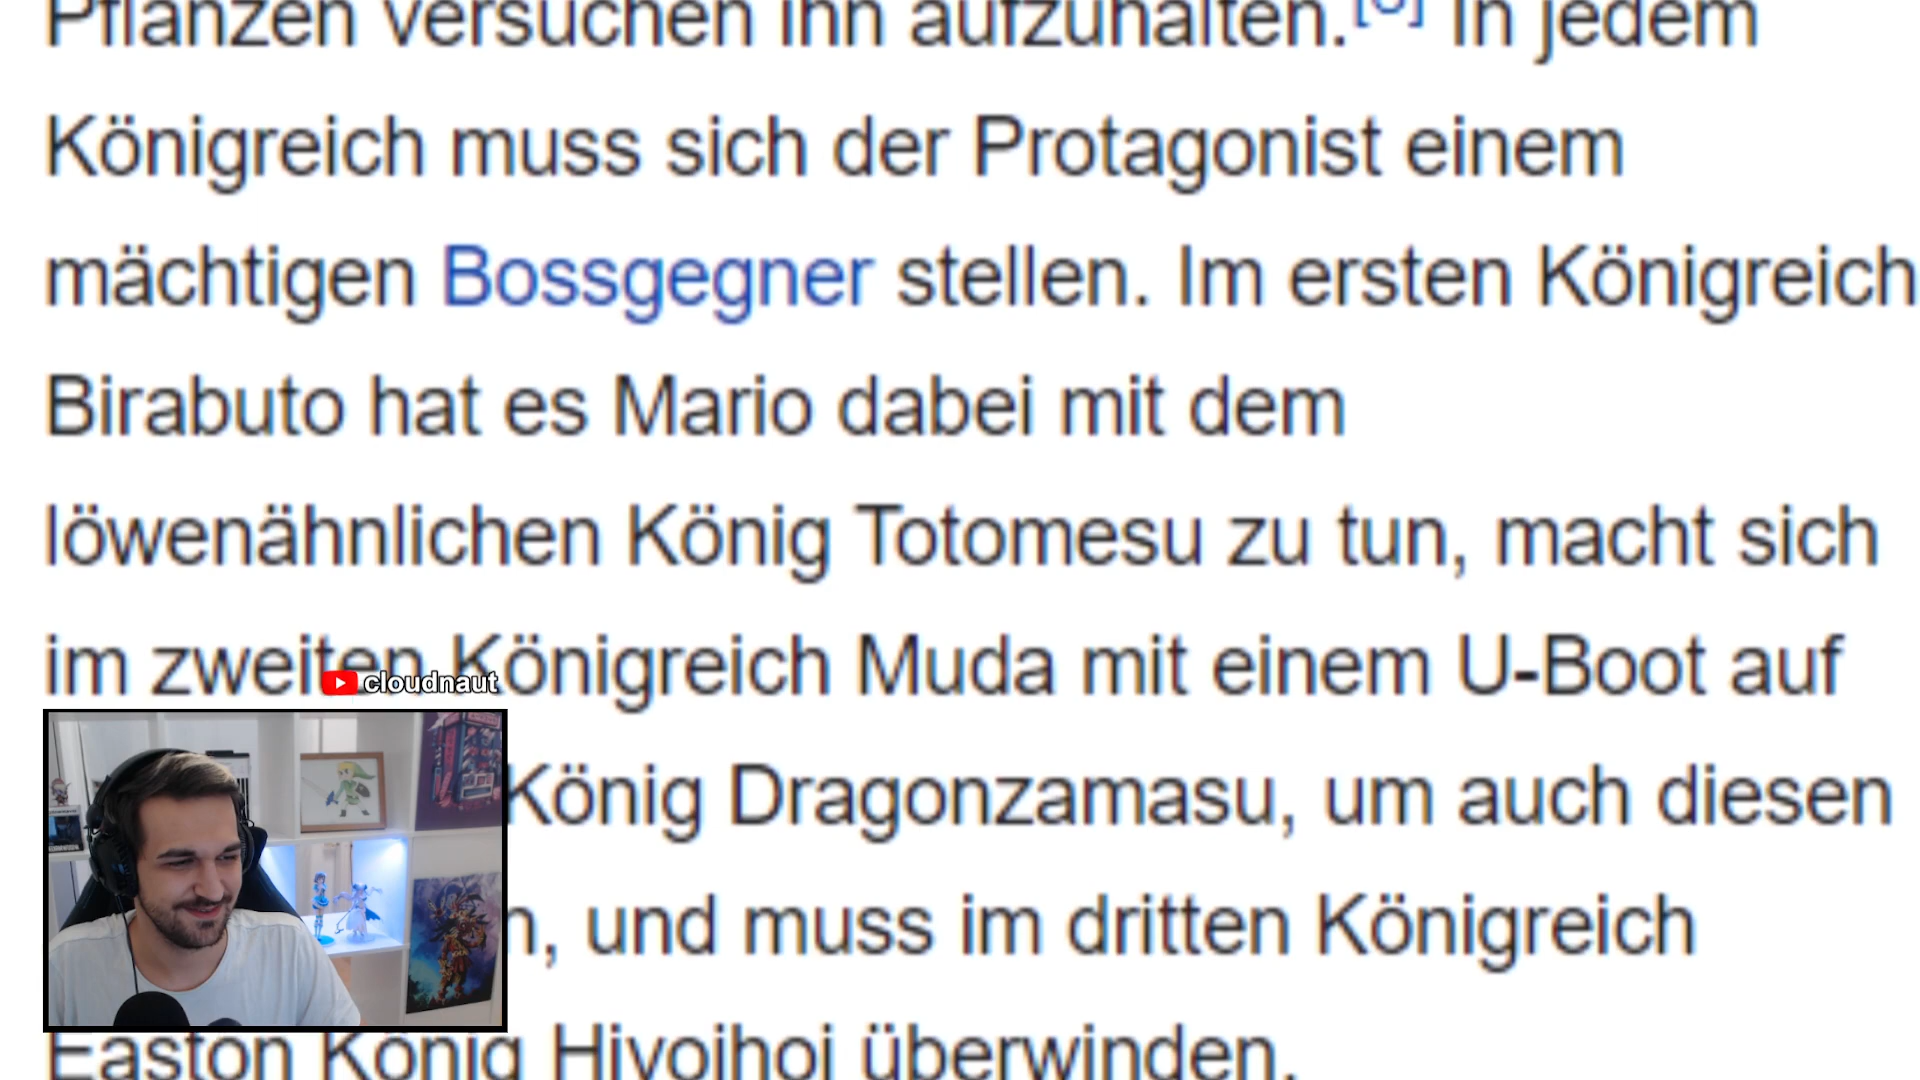 Pflanzen versuchen ihn aufzuhalten. In jedem
Königreich muss sich der Protagonist einem
mächtigen Bossgegner stellen. Im ersten Königreich
Birabuto hat es Mario dabei mit dem
löwenähnlichen König Totomesu zu tun, macht sich
im zweiten Königreich Muda mit einem U-Boot auf
cloudnaut
König Dragonzamasu, um auch diesen
n, und muss im dritten Königreich
Easton König Hiyoihoi überwinden.